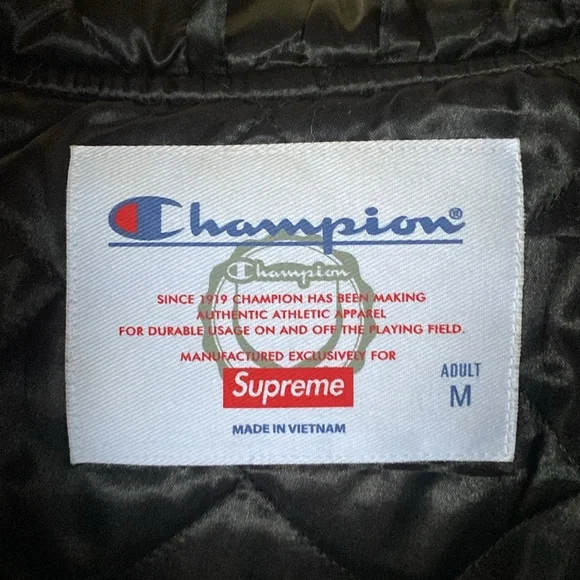 Champion®
Champion
SINCE 1919 CHAMPION HAS BEEN MAKING
AUTHENTIC ATHLETIC APPAREL
FOR DURABLE USAGE ON AND OFF THE PLAYING FIELD.
MANUFACTURED EXCLUSIVELY FOR
Supreme
ADULT
M
MADE IN VIETNAM